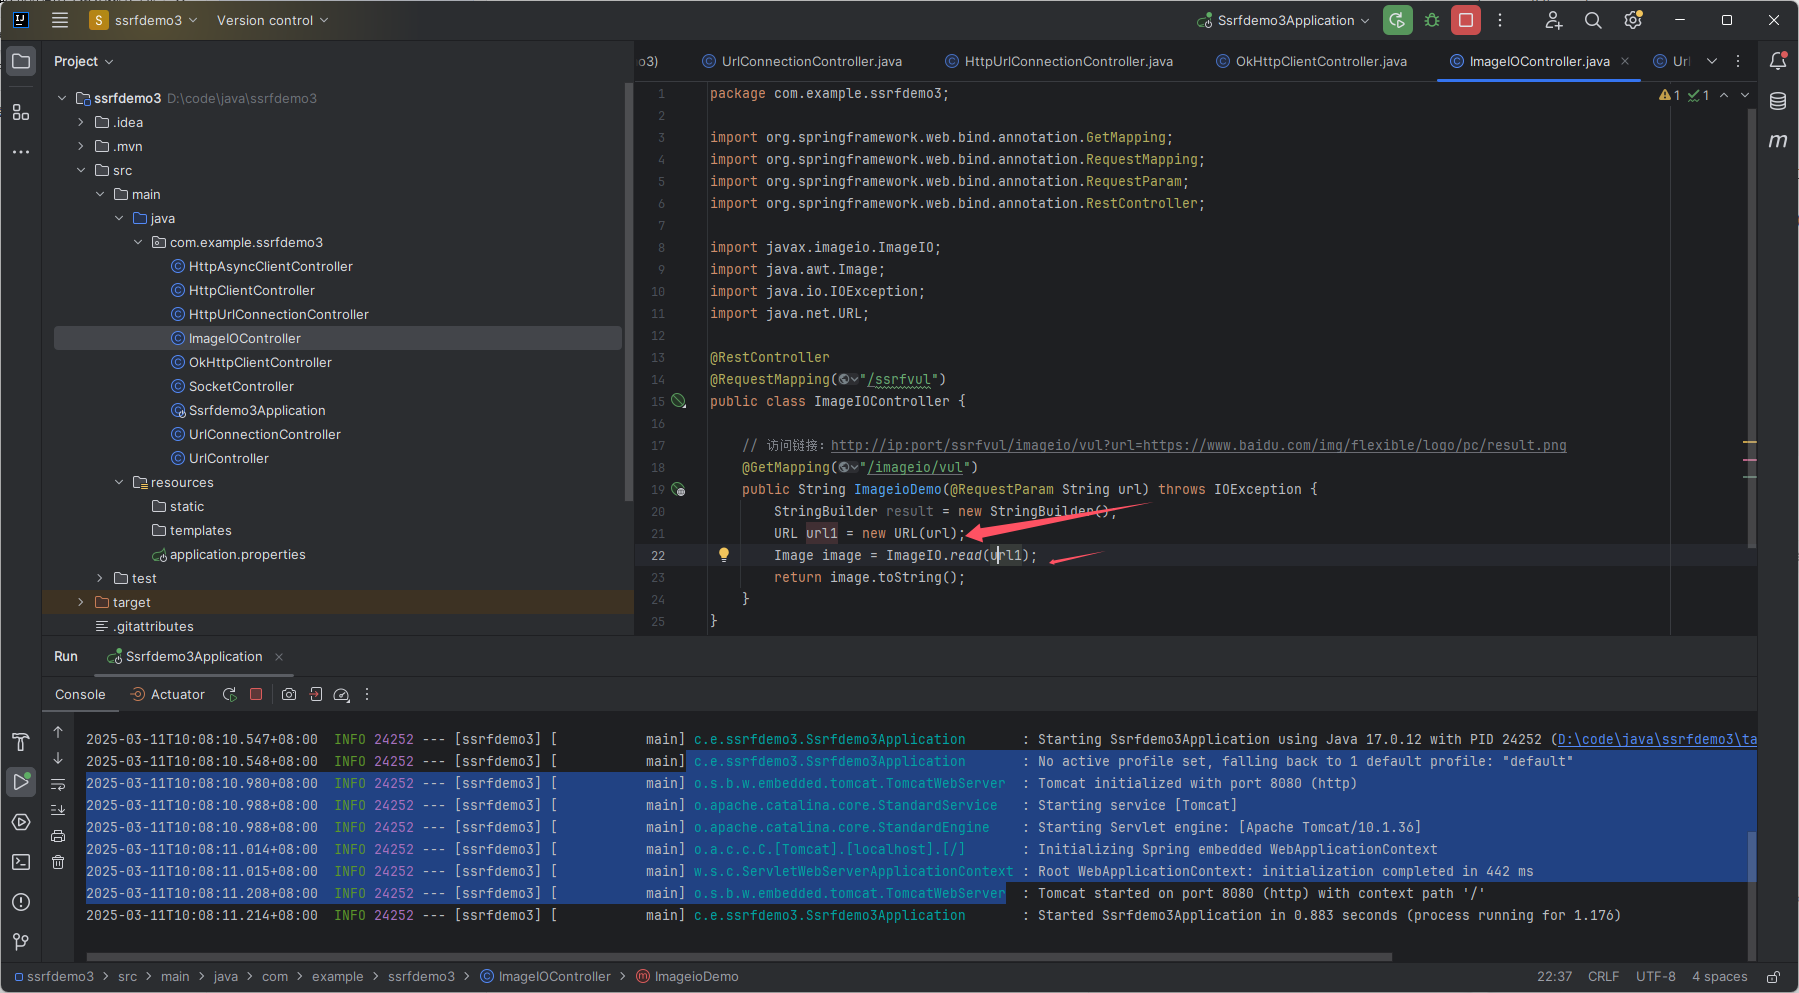 ssrfdemo3
Version control
Ssrfdemo3Application
Project
o3)
UrlConnectionController.java
HttpUrlConnectionController.java
OkHttpClientController.java
ImageIOController.java
Url
ssrfdemo3 D:\code\java\ssrfdemo3
.idea
.mvn
src
main
java
com.example.ssrfdemo3
HttpAsyncClientController
HttpClientController
HttpUrlConnectionController
ImageIOController
OkHttpClientController
SocketController
Ssrfdemo3Application
UrlConnectionController
UrlController
resources
static
templates
application.properties
test
target
.gitattributes
1 1
1 package com.example.ssrfdemo3;
2
3 import org.springframework.web.bind.annotation.GetMapping;
4 import org.springframework.web.bind.annotation.RequestMapping;
5 import org.springframework.web.bind.annotation.RequestParam;
6 import org.springframework.web.bind.annotation.RestController;
7
8 import javax.imageio.ImageIO;
9 import java.awt.Image;
10 import java.io.IOException;
11 import java.net.URL;
12
13 @RestController
14 @RequestMapping("/ssrfvul")
15 public class ImageIOController {
16
17 // 访问链接：http://ip:port/ssrfvul/imageio/vul?url=https://www.baidu.com/img/flexible/logo/pc/result.png
18 @GetMapping("/imageio/vul")
19 public String ImageioDemo(@RequestParam String url) throws IOException {
20 StringBuilder result = new StringBuilder();
21 URL url1 = new URL(url);
22 Image image = ImageIO.read(url1);
23 return image.toString();
24 }
25 }
Run
Ssrfdemo3Application
Console
Actuator
2025-03-11T10:08:10.547+08:00 INFO 24252 --- [ssrfdemo3] [ main] c.e.ssrfdemo3.Ssrfdemo3Application : Starting Ssrfdemo3Application using Java 17.0.12 with PID 24252 (D:\code\java\ssrfdemo3\ta
2025-03-11T10:08:10.548+08:00 INFO 24252 --- [ssrfdemo3] [ main] c.e.ssrfdemo3.Ssrfdemo3Application : No active profile set, falling back to 1 default profile: "default"
2025-03-11T10:08:10.980+08:00 INFO 24252 --- [ssrfdemo3] [ main] o.s.b.w.embedded.tomcat.TomcatWebServer : Tomcat initialized with port 8080 (http)
2025-03-11T10:08:10.988+08:00 INFO 24252 --- [ssrfdemo3] [ main] o.apache.catalina.core.StandardService : Starting service [Tomcat]
2025-03-11T10:08:10.988+08:00 INFO 24252 --- [ssrfdemo3] [ main] o.apache.catalina.core.StandardEngine : Starting Servlet engine: [Apache Tomcat/10.1.36]
2025-03-11T10:08:11.014+08:00 INFO 24252 --- [ssrfdemo3] [ main] o.a.c.c.C.[Tomcat].[localhost].[/] : Initializing Spring embedded WebApplicationContext
2025-03-11T10:08:11.015+08:00 INFO 24252 --- [ssrfdemo3] [ main] w.s.c.ServletWebServerApplicationContext : Root WebApplicationContext: initialization completed in 442 ms
2025-03-11T10:08:11.208+08:00 INFO 24252 --- [ssrfdemo3] [ main] o.s.b.w.embedded.tomcat.TomcatWebServer : Tomcat started on port 8080 (http) with context path '/'
2025-03-11T10:08:11.214+08:00 INFO 24252 --- [ssrfdemo3] [ main] c.e.ssrfdemo3.Ssrfdemo3Application : Started Ssrfdemo3Application in 0.883 seconds (process running for 1.176)
ssrfdemo3 > src > main > java > com > example > ssrfdemo3 > ImageIOController > ImageioDemo
22:37 CRLF UTF-8 4 spaces